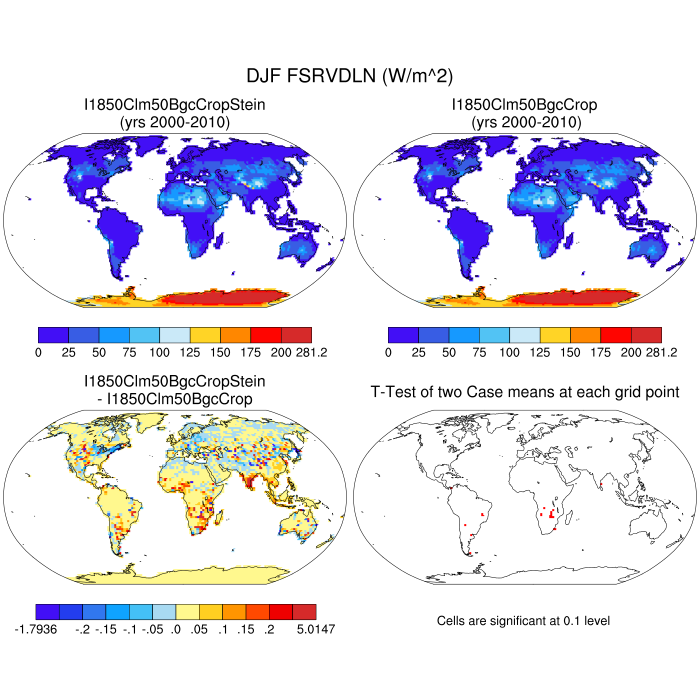 DJF FSRVDLN (W/m^2)
I1850Clm50BgcCropStein
(yrs 2000-2010)
I1850Clm50BgcCrop
(yrs 2000-2010)
0 25 50 75 100 125 150 175 200 281.2
0 25 50 75 100 125 150 175 200 281.2
I1850Clm50BgcCropStein
- I1850Clm50BgcCrop
T-Test of two Case means at each grid point
-1.7936 -.2 -.15 -.1 -.05 .0 .05 .1 .15 .2 5.0147
Cells are significant at 0.1 level